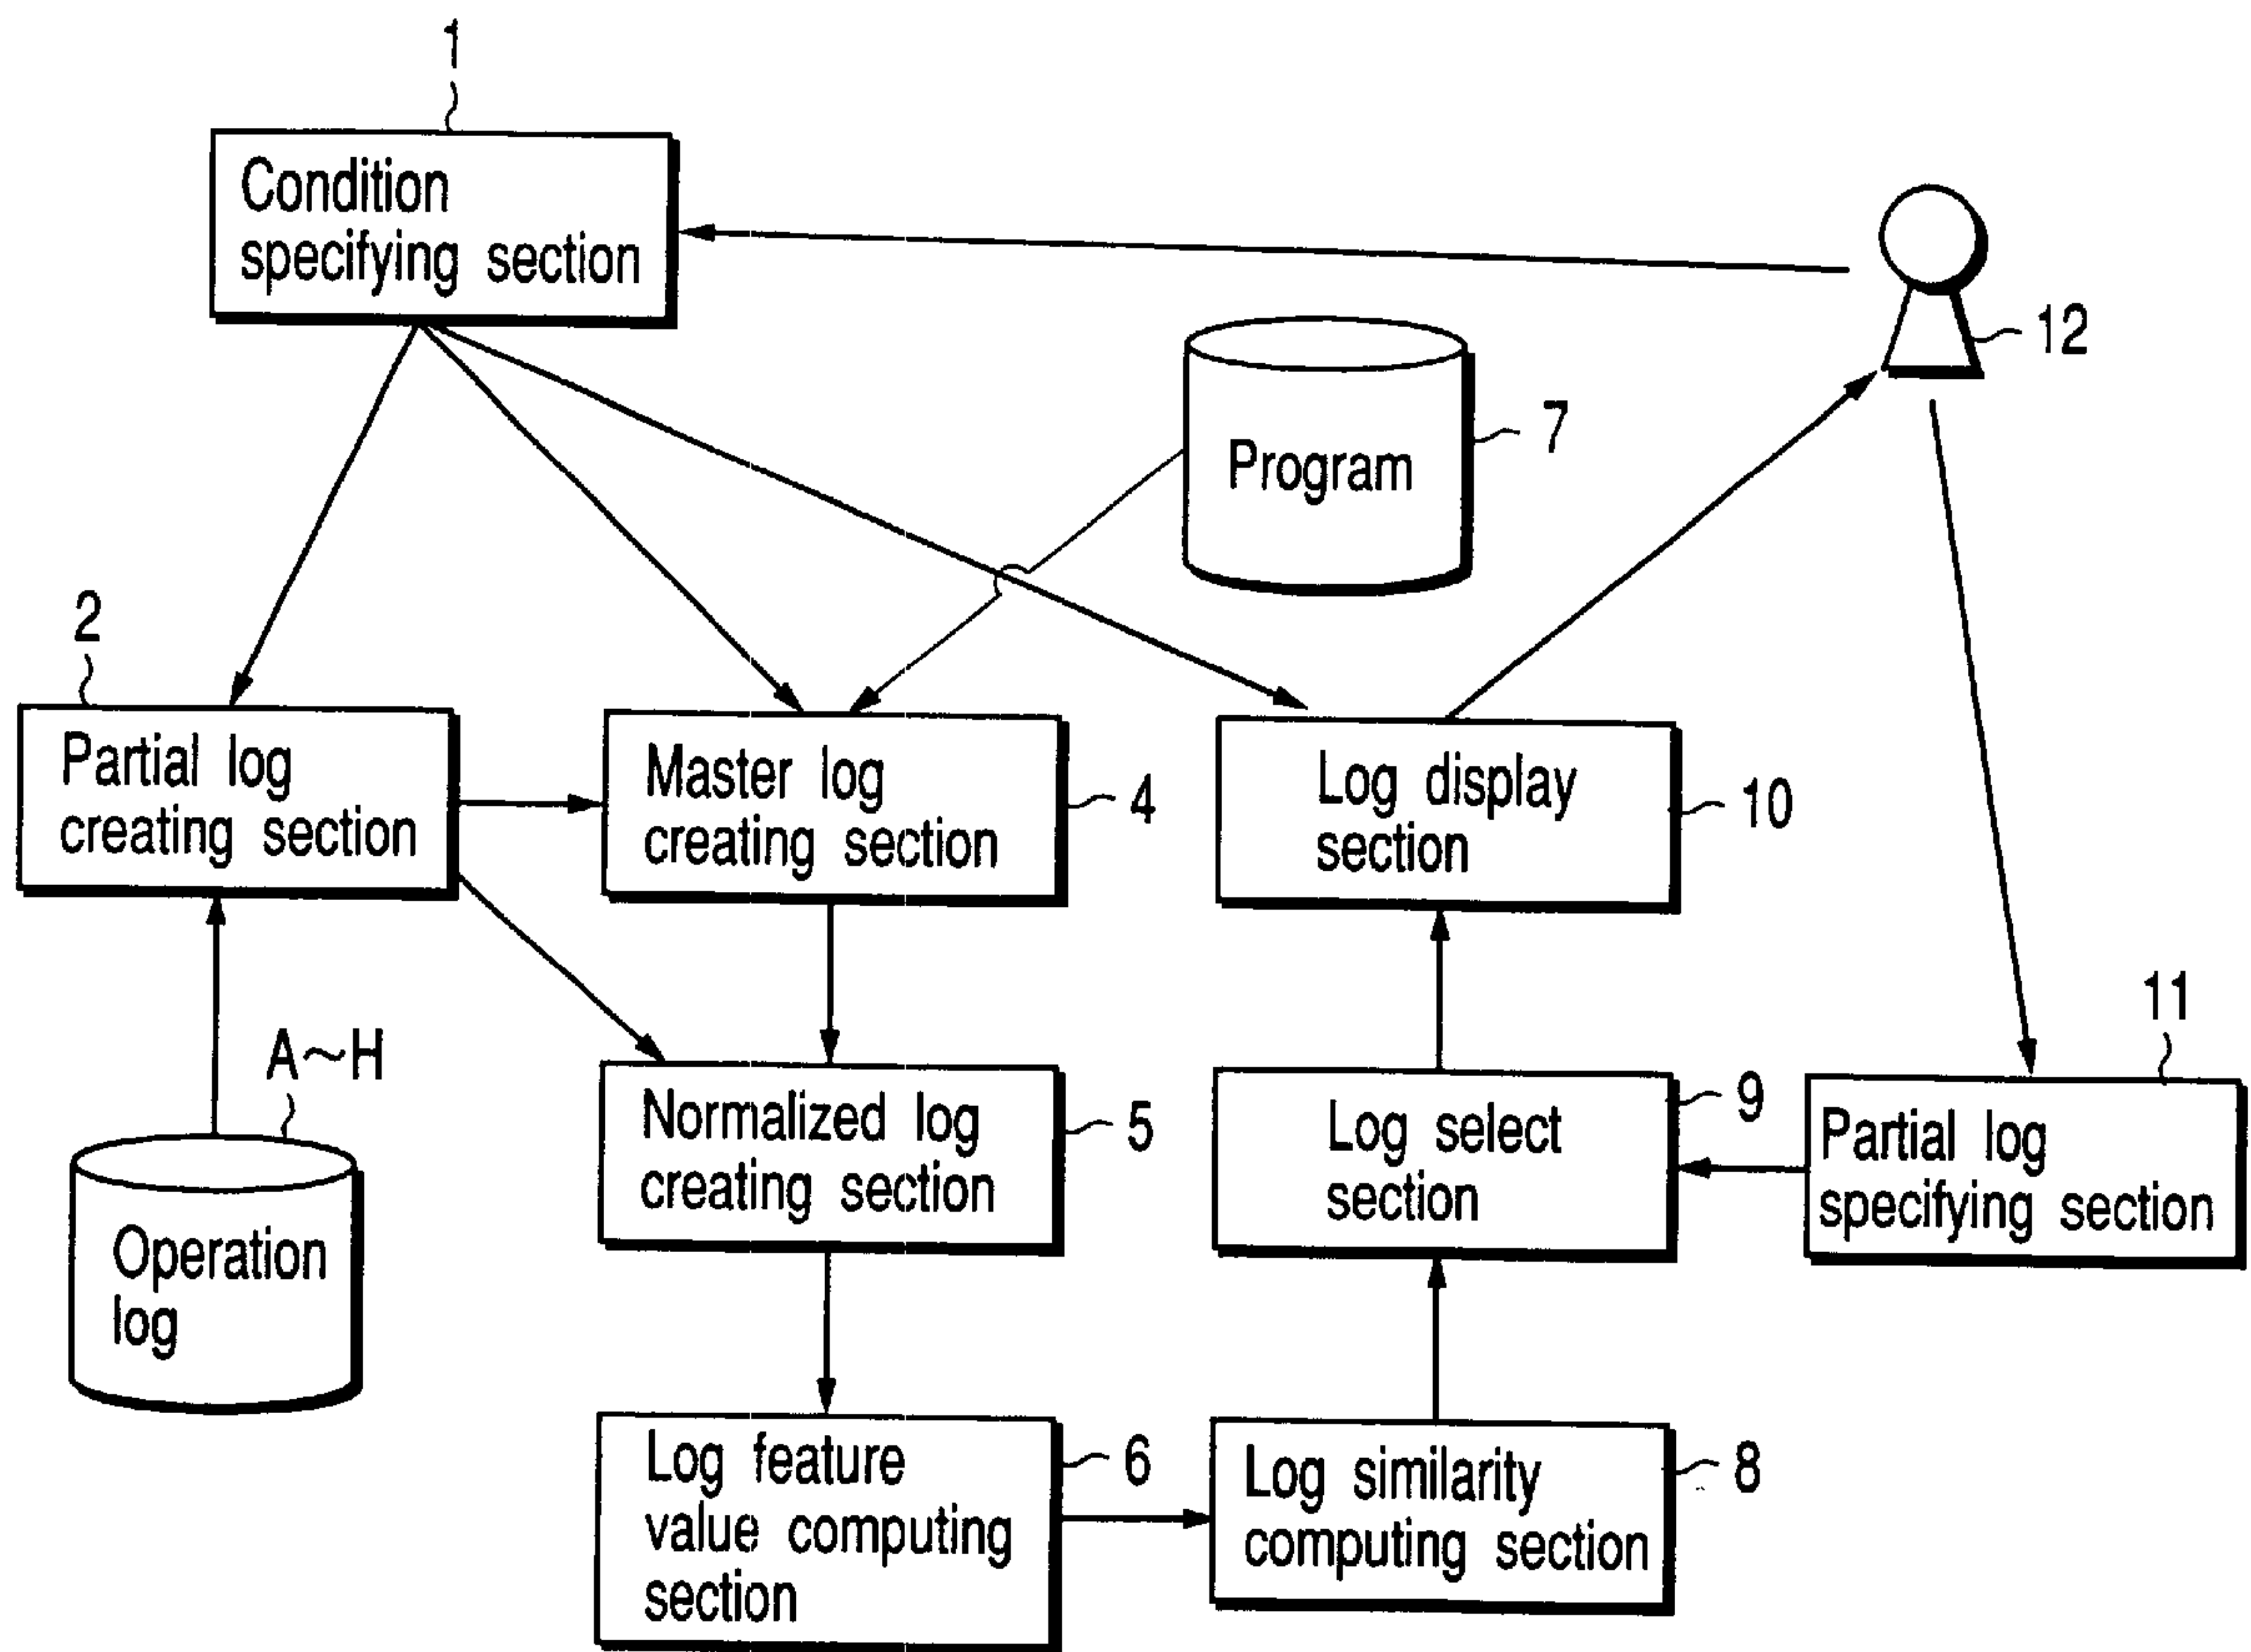 1
Condition
specifying section
12
Program
7
2
Partial log
creating section
Master log
creating section
4
Log display
section
10
A~H
Operation
log
Normalized log
creating section
5
Log select
section
9
11
Partial log
specifying section
Log feature
value computing
section
6
Log similarity
computing section
8